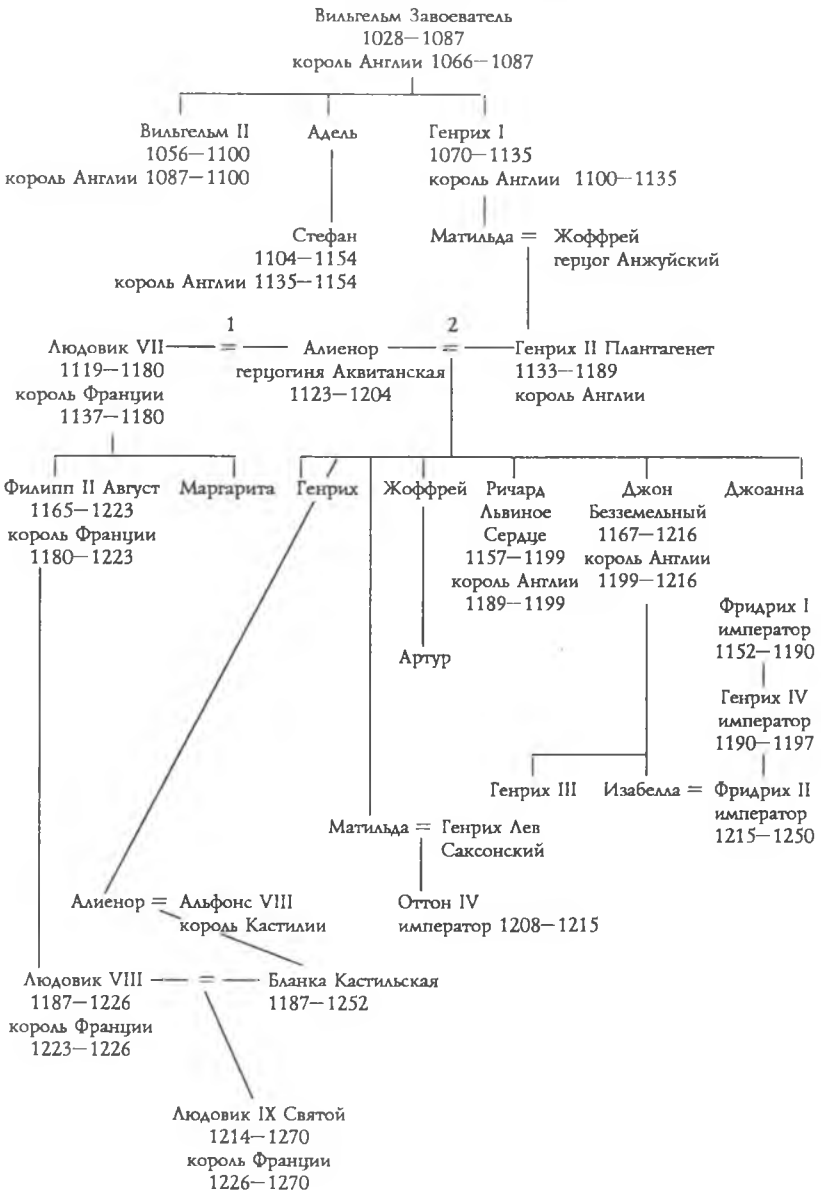 Вильгельм Завоеватель
1028—1087
король Англии 1066—1087
Вильгельм II
1056—1100
король Англии 1087—1100
Адель
Генрих I
1070—1135
король Англии 1100—1135
Стефан
1104—1154
король Англии 1135—1154
Матильда = Жоффрей
герцог Анжуйский
1
2
Людовик VII = Алиенор = Генрих II Плантагенет
1119—1180
король Франции
1137—1180
герцогиня Аквитанская
1123—1204
1133—1189
король Англии
Филипп II Август
1165—1223
король Франции
1180—1223
Маргарита
Генрих
Жоффрей
Ричард
Львиное
Сердце
1157—1199
король Англии
1189—1199
Джон
Безземельный
1167—1216
король Англии
1199—1216
Джоанна
Артур
Фридрих I
император
1152—1190
Генрих IV
император
1190—1197
Генрих III
Изабелла = Фридрих II
император
1215—1250
Матильда = Генрих Лев
Саксонский
Оттон IV
император 1208—1215
Алиенор = Альфонс VIII
король Кастилии
Людовик VIII = Бланка Кастильская
1187—1226
король Франции
1223—1226
1187—1252
Людовик IX Святой
1214—1270
король Франции
1226—1270